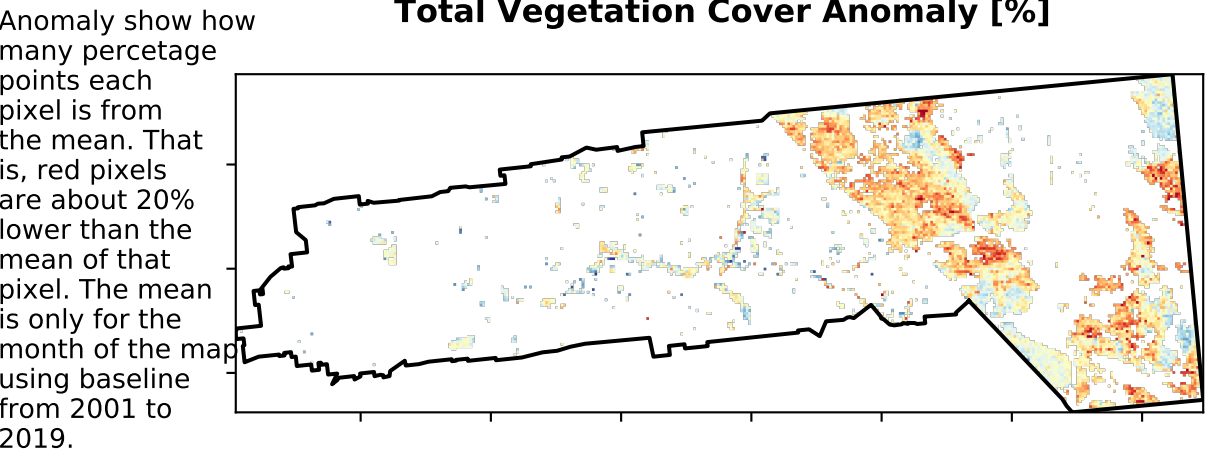 Total Vegetation Cover Anomaly [%]
Anomaly show how
many percetage
points each
pixel is from
the mean. That
is, red pixels
are about 20%
lower than the
mean of that
pixel. The mean
is only for the
month of the map
using baseline
from 2001 to
2019.